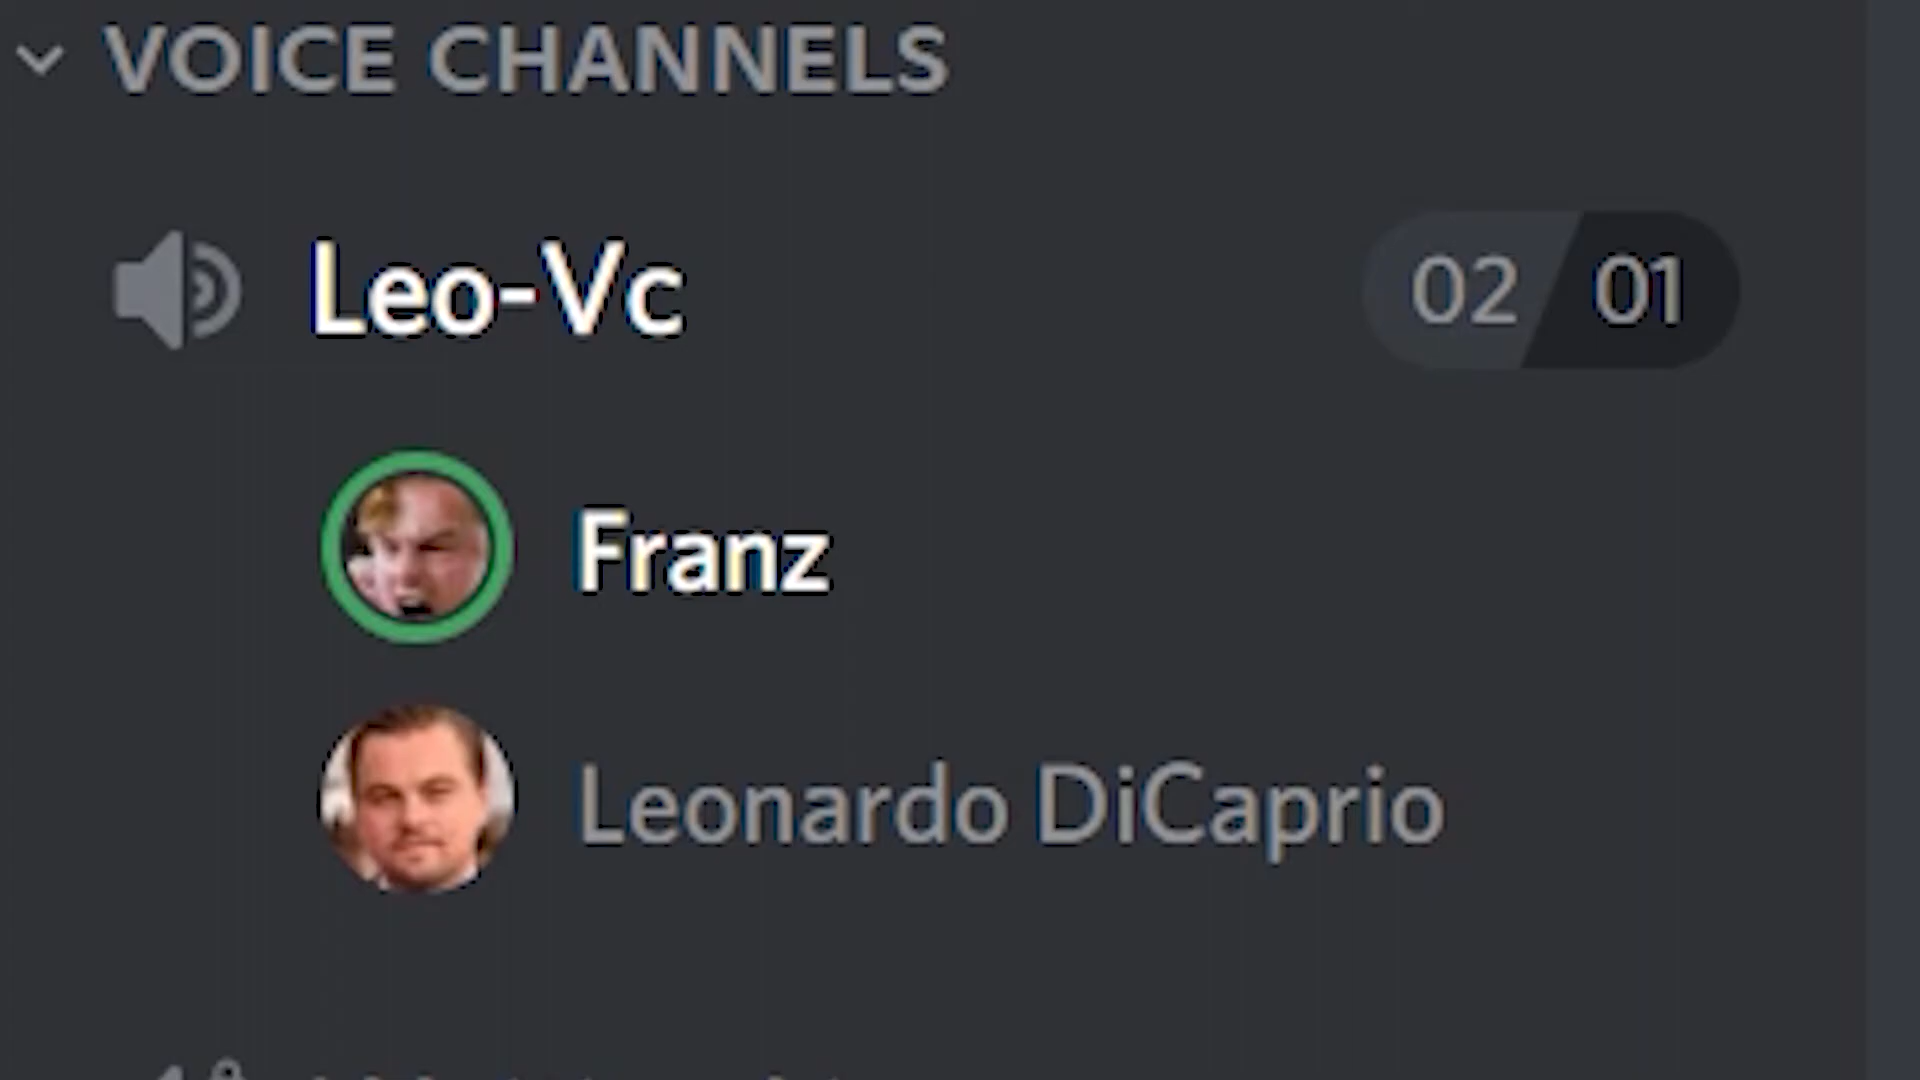 VOICE CHANNELS
Leo-Vc
02 01
Franz
Leonardo DiCaprio